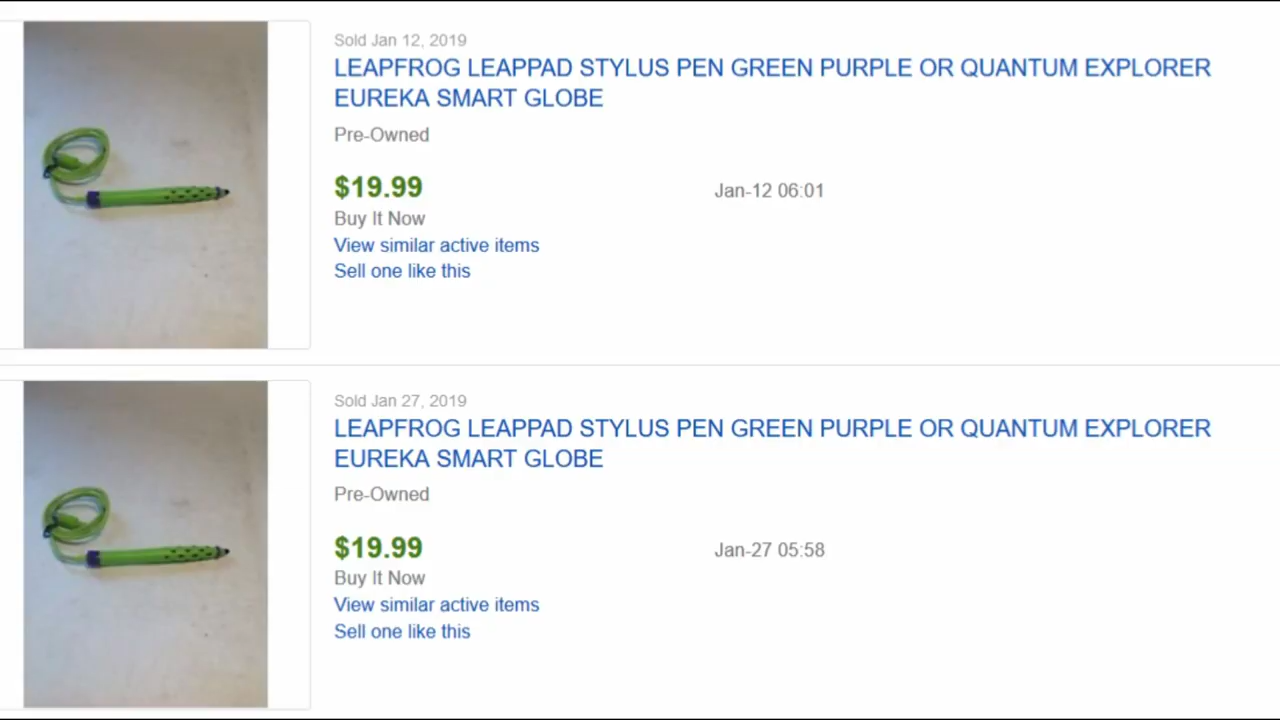 Sold Jan 12, 2019
LEAPFROG LEAPPAD STYLUS PEN GREEN PURPLE OR QUANTUM EXPLORER
EUREKA SMART GLOBE
Pre-Owned
$19.99
Jan-12 06:01
Buy It Now
View similar active items
Sell one like this
Sold Jan 27, 2019
LEAPFROG LEAPPAD STYLUS PEN GREEN PURPLE OR QUANTUM EXPLORER
EUREKA SMART GLOBE
Pre-Owned
$19.99
Jan-27 05:58
Buy It Now
View similar active items
Sell one like this